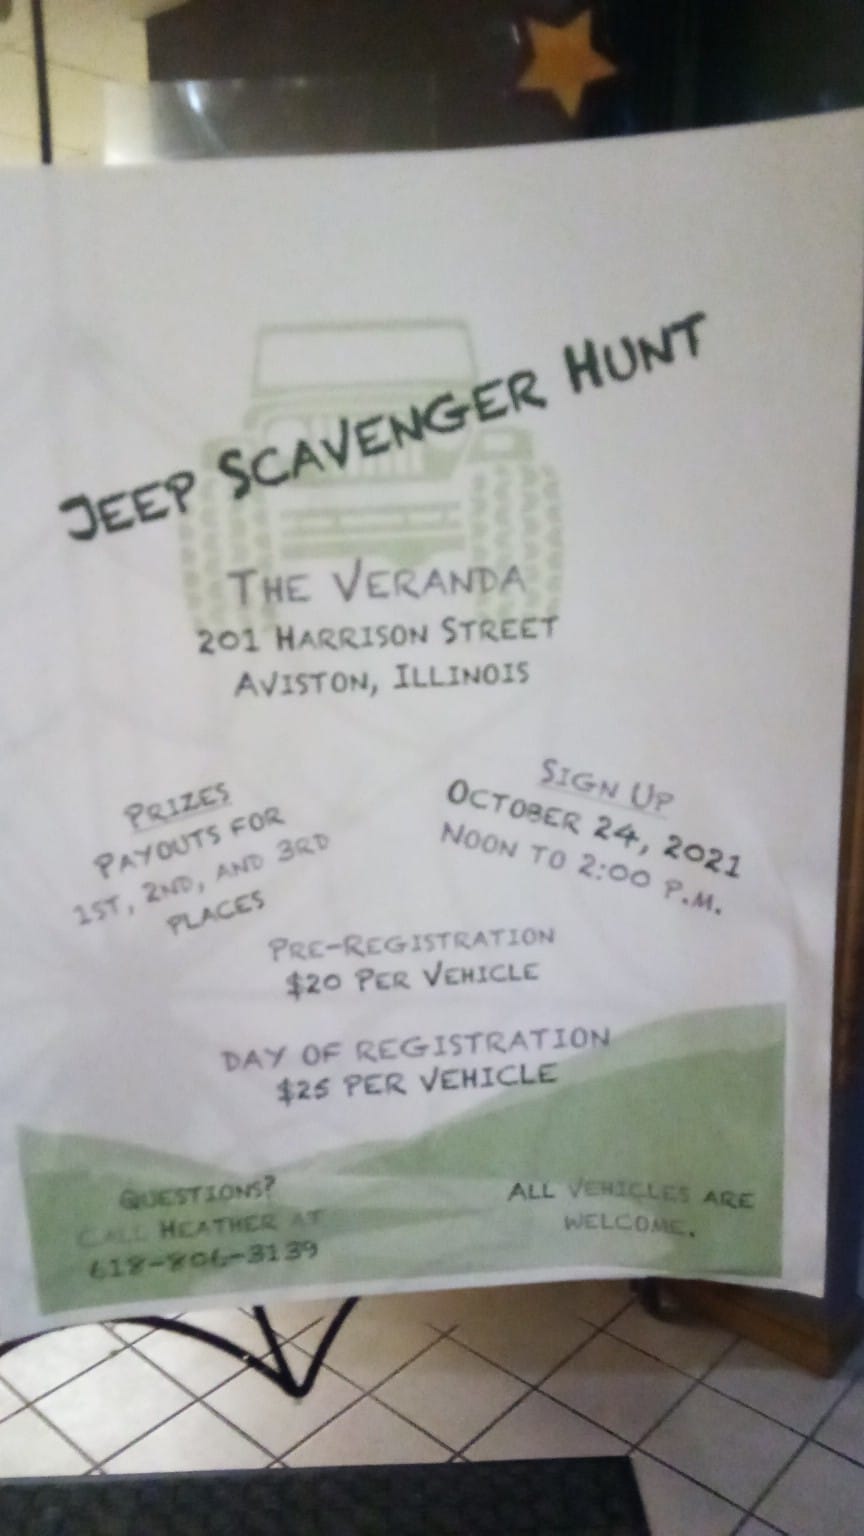 JEEP SCAVENGER HUNT
THE VERANDA
201 HARRISON STREET
AVISTON, ILLINOIS
PRIZES
PAYOUTS FOR
1ST, 2ND, AND 3RD
PLACES
SIGN UP
OCTOBER 24, 2021
NOON TO 2:00 P.M.
PRE-REGISTRATION
$20 PER VEHICLE
DAY OF REGISTRATION
$25 PER VEHICLE
QUESTIONS?
CALL HEATHER AT
618-806-3139
ALL VEHICLES ARE
WELCOME.